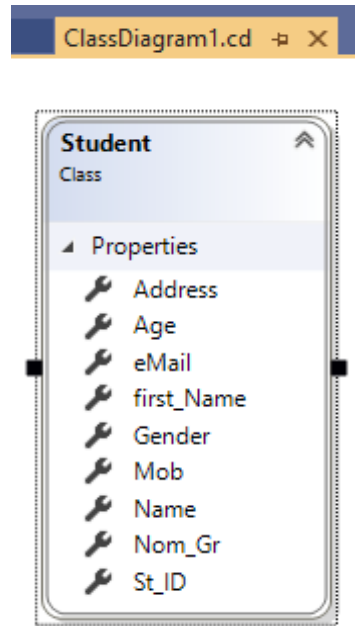 ClassDiagram1.cd
Student
Class
Properties
Address
Age
eMail
first_Name
Gender
Mob
Name
Nom_Gr
St_ID